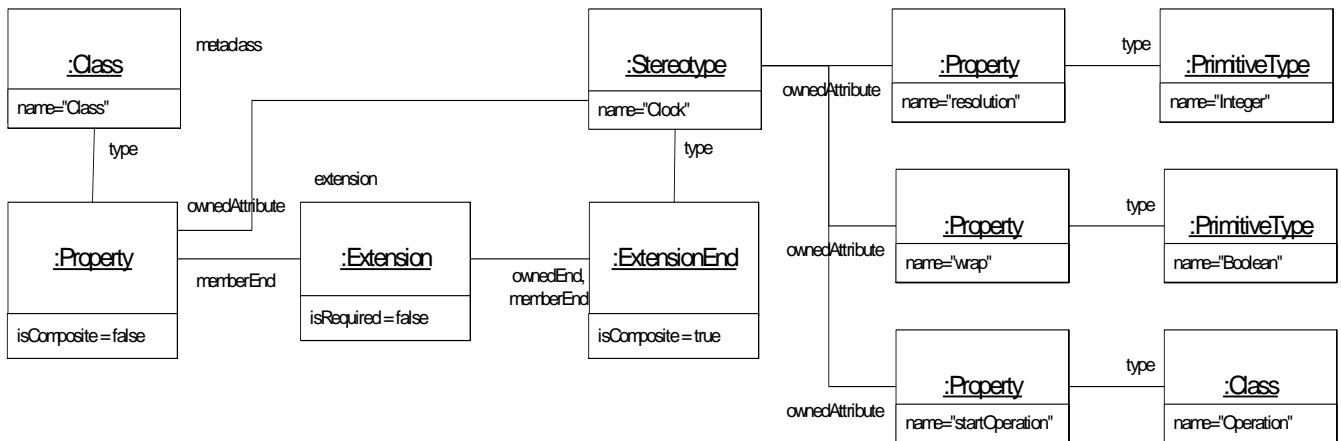 metaclass
:Class
name="Class"
:Stereotype
name="Clock"
:Property
name="resolution"
:PrimitiveType
name="Integer"
ownedAttribute
type
type
type
extension
ownedAttribute
:Property
isComposite = false
memberEnd
:Extension
isRequired = false
ownedEnd,
memberEnd
:ExtensionEnd
isComposite = true
ownedAttribute
:Property
name="wrap"
type
:PrimitiveType
name="Boolean"
ownedAttribute
:Property
name="startOperation"
type
:Class
name="Operation"